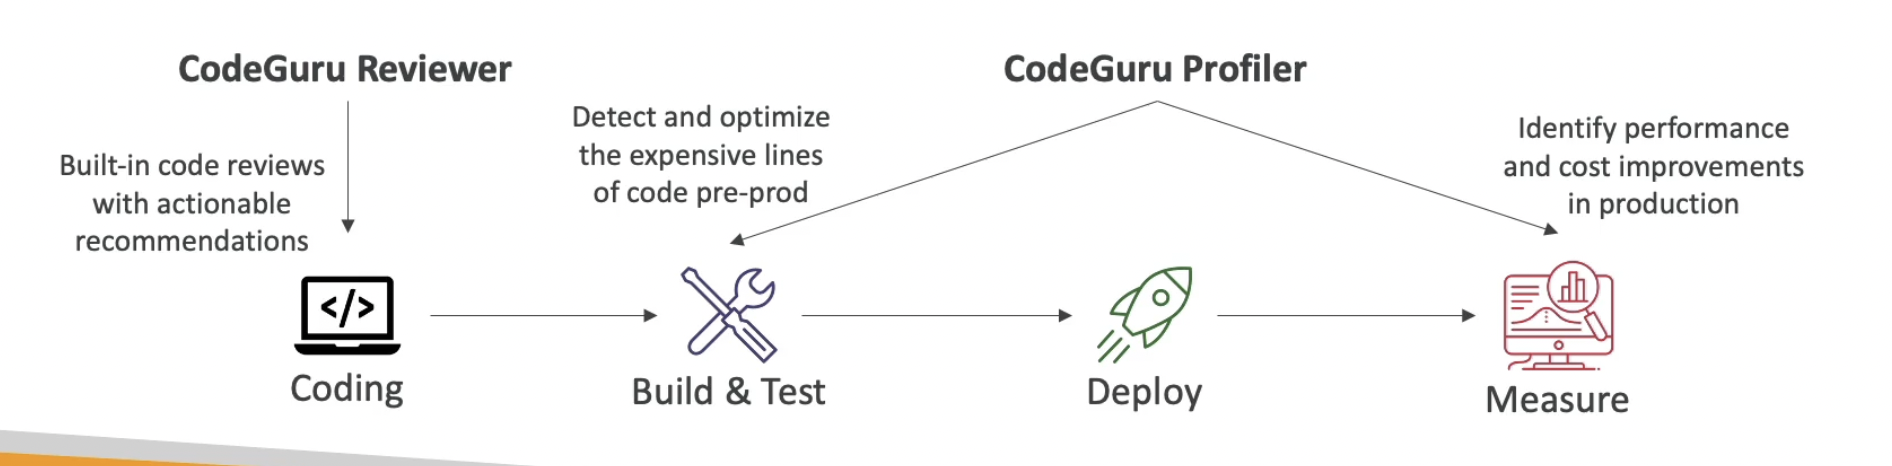 CodeGuru Reviewer
CodeGuru Profiler
Built-in code reviews
with actionable
recommendations
Detect and optimize
the expensive lines
of code pre-prod
Identify performance
and cost improvements
in production
</>
Coding
Build & Test
Deploy
Measure